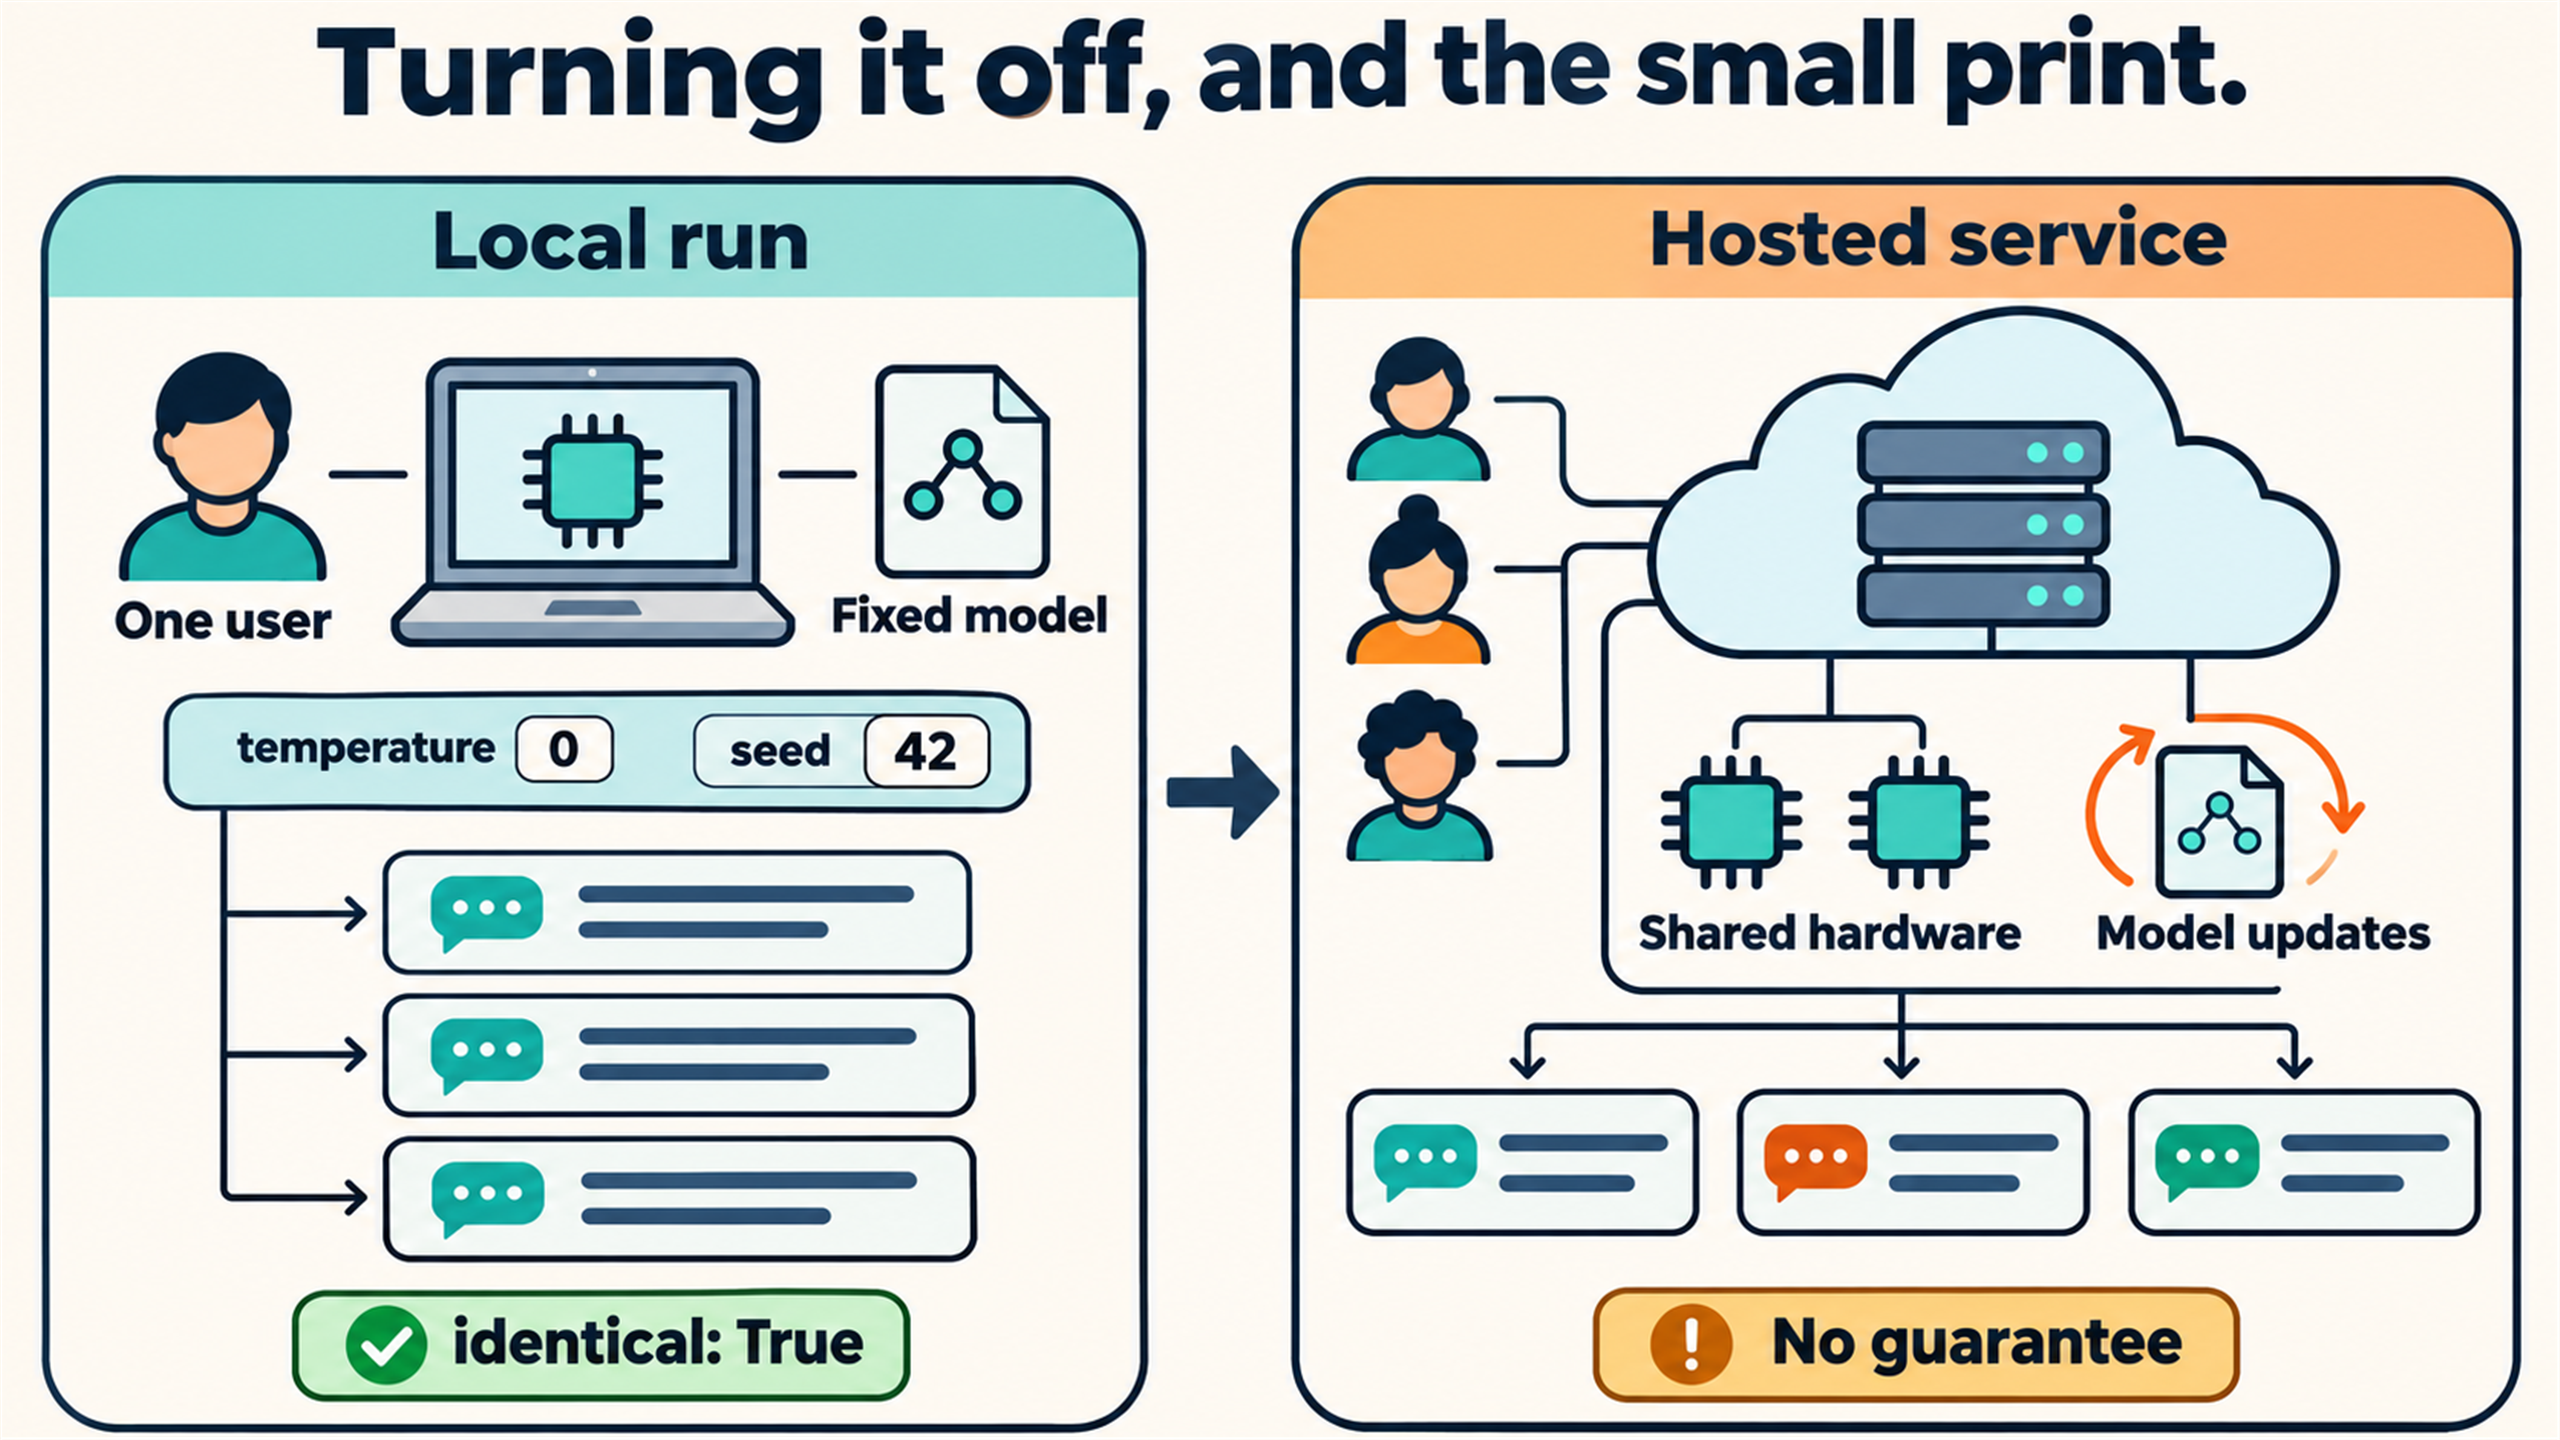 Turning it off, and the small print.
Local run
One user
Fixed model
temperature 0 seed 42
identical: True
Hosted service
Shared hardware
Model updates
No guarantee